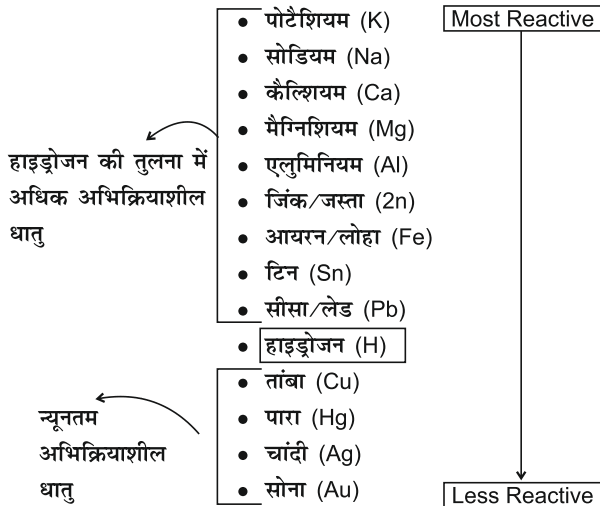 • पोटैशियम (K)
Most Reactive
• सोडियम (Na)
• कैल्शियम (Ca)
• मैग्निशियम (Mg)
• एलुमिनियम (Al)
• जिंक/जस्ता (2n)
• आयरन/लोहा (Fe)
• टिन (Sn)
• सीसा/लेड (Pb)
हाइड्रोजन की तुलना में
अधिक अभिक्रियाशील
धातु
• हाइड्रोजन (H)
• तांबा (Cu)
• पारा (Hg)
• चांदी (Ag)
• सोना (Au)
न्यूनतम
अभिक्रियाशील
धातु
Less Reactive